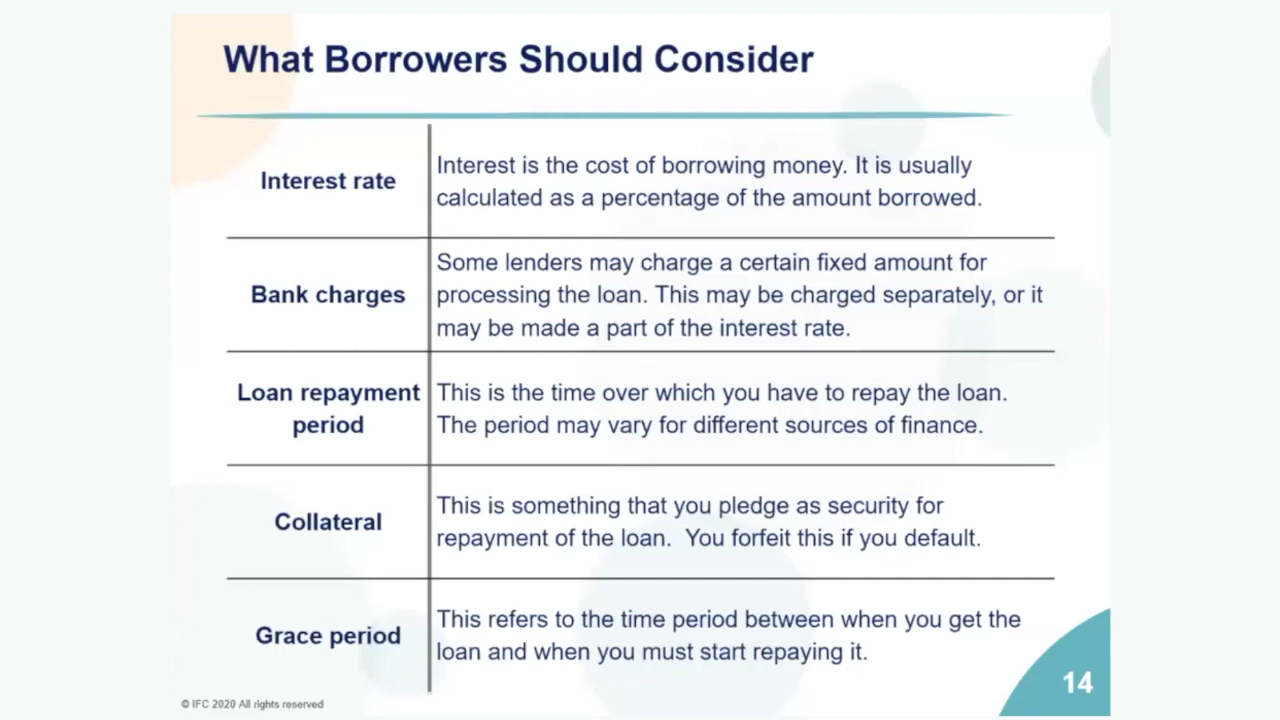 What Borrowers Should Consider
Interest rate
Interest is the cost of borrowing money. It is usually
calculated as a percentage of the amount borrowed.
Bank charges
Some lenders may charge a certain fixed amount for
processing the loan. This may be charged separately, or it
may be made a part of the interest rate.
Loan repayment
period
This is the time over which you have to repay the loan.
The period may vary for different sources of finance.
Collateral
This is something that you pledge as security for
repayment of the loan.  You forfeit this if you default.
Grace period
This refers to the time period between when you get the
loan and when you must start repaying it.
© IFC 2020 All rights reserved
14